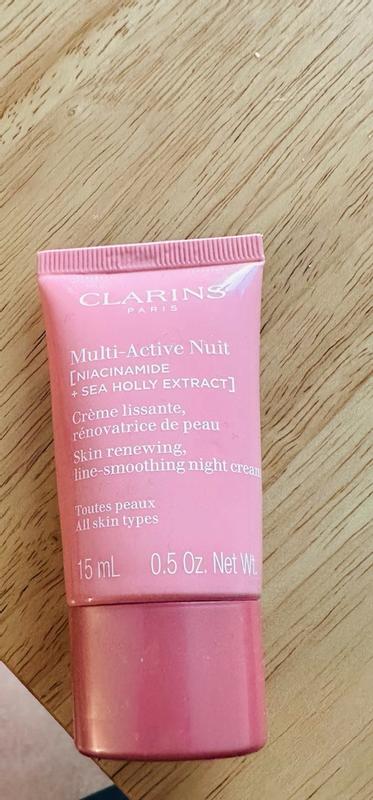 CLARINS
PARIS
Multi-Active Nuit
[NIACINAMIDE
+ SEA HOLLY EXTRACT]
Crème lissante,
rénovatrice de peau
Skin renewing,
line-smoothing night cream
Toutes peaux
All skin types
15 mL 0.5 Oz. Net Wt.